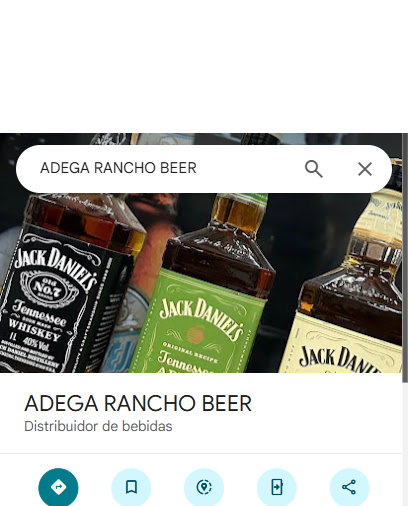 ADEGA RANCHO BEER
JACK DANIEL'S
Old
No.7
Tennessee
WHISKEY
1L 40% Vol.
JACK DANIEL'S
ORIGINAL RECIPE
Tennessee
JACK DANIEL'S
ADEGA RANCHO BEER
Distribuidor de bebidas